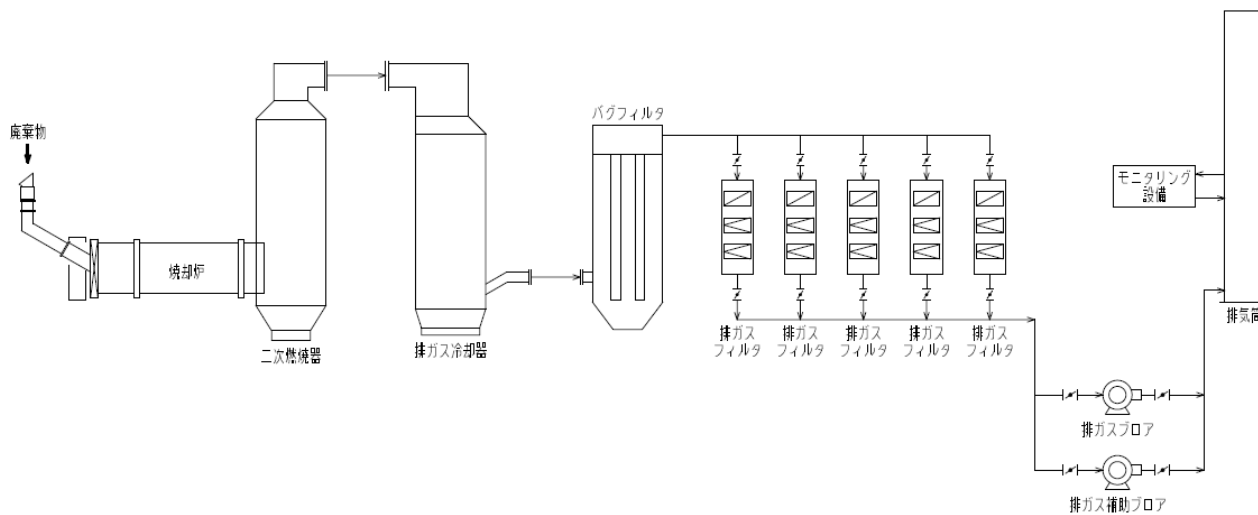 廃棄物
焼却炉
二次燃焼器
排ガス冷却器
バグフィルタ
排ガス
フィルタ
排ガス
フィルタ
排ガス
フィルタ
排ガス
フィルタ
排ガス
フィルタ
排ガスブロア
排ガス補助ブロア
モニタリング
設備
排気筒